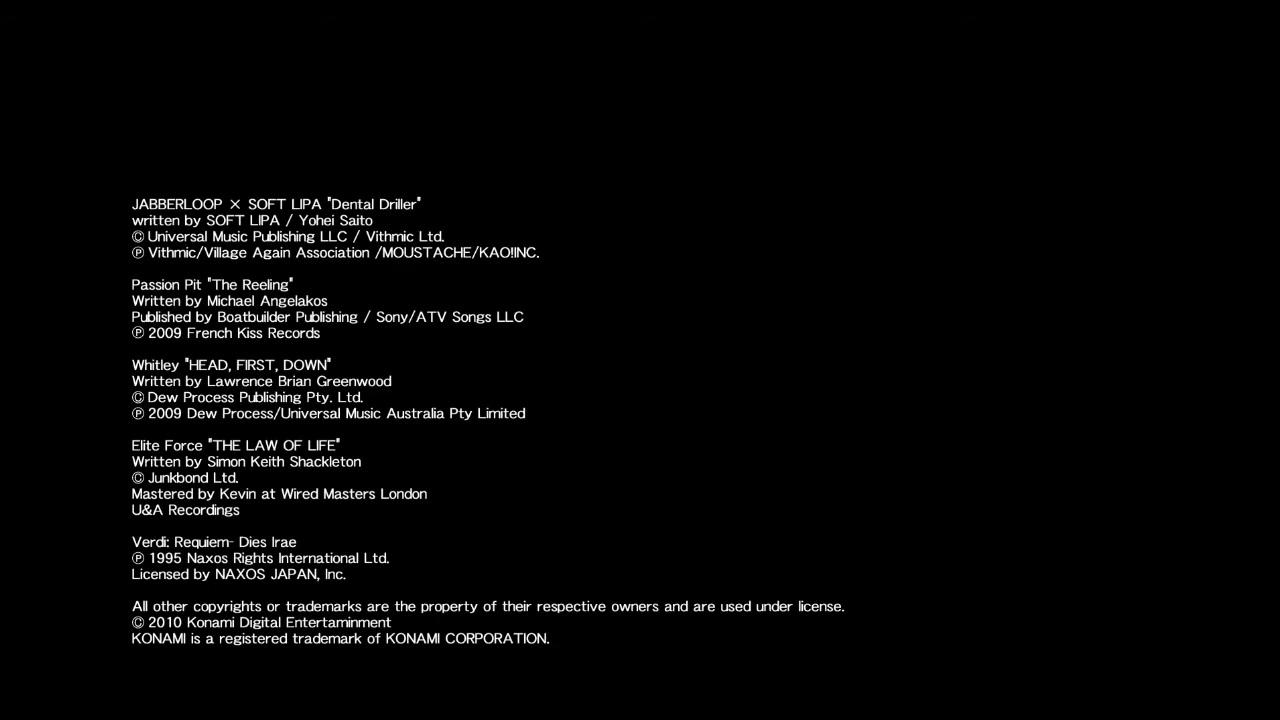 JABBERLOOP × SOFT LIPA "Dental Driller"
written by SOFT LIPA / Yohei Saito
© Universal Music Publishing LLC / Vithmic Ltd.
℗ Vithmic/Village Again Association /MOUSTACHE/KAO!INC.
Passion Pit "The Reeling"
Written by Michael Angelakos
Published by Boatbuilder Publishing / Sony/ATV Songs LLC
℗ 2009 French Kiss Records
Whitley "HEAD, FIRST, DOWN"
Written by Lawrence Brian Greenwood
© Dew Process Publishing Pty. Ltd.
℗ 2009 Dew Process/Universal Music Australia Pty Limited
Elite Force "THE LAW OF LIFE"
Written by Simon Keith Shackleton
© Junkbond Ltd.
Mastered by Kevin at Wired Masters London
U&A Recordings
Verdi: Requiem- Dies Irae
℗ 1995 Naxos Rights International Ltd.
Licensed by NAXOS JAPAN, Inc.
All other copyrights or trademarks are the property of their respective owners and are used under license.
© 2010 Konami Digital Entertaminment
KONAMI is a registered trademark of KONAMI CORPORATION.